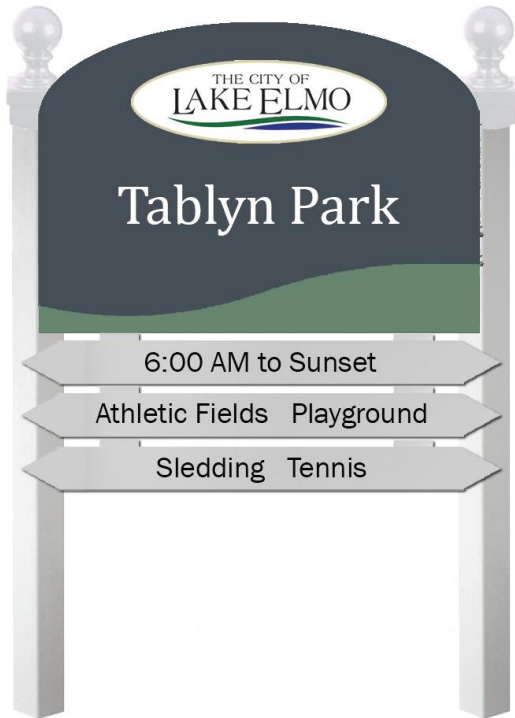 THE CITY OF
LAKE ELMO
Tablyn Park
6:00 AM to Sunset
Athletic Fields Playground
Sledding Tennis